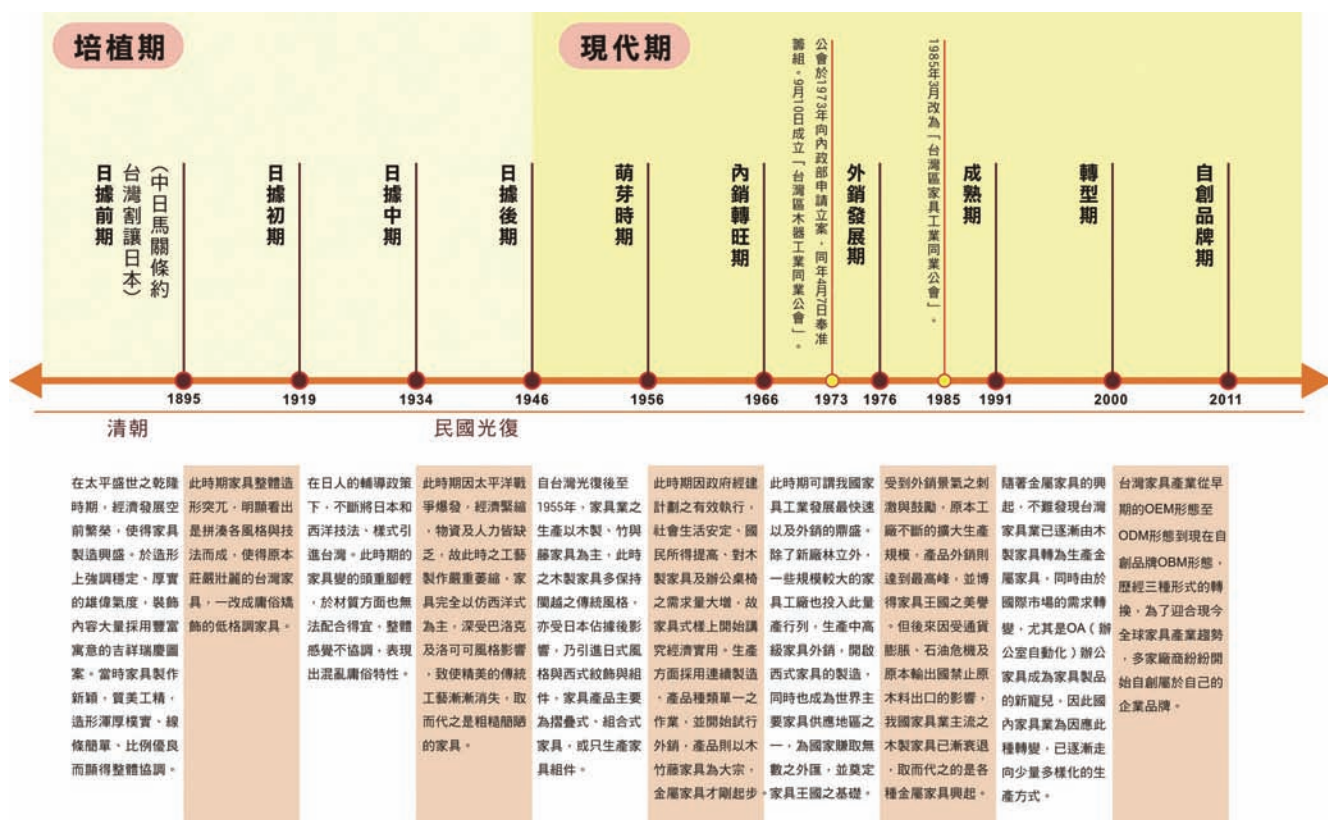 培植期
現代期
日據前期
台灣割讓日本）
（中日馬關條約
日據初期
日據中期
日據後期
萌芽時期
內銷轉旺期
籌組。9月10日成立「台灣區木器工業同業公會」。
公會於1973年向內政部申請立案，同年4月7日奉准
外銷發展期
1985年3月改為「台灣區家具工業同業公會」。
成熟期
轉型期
自創品牌期
1895
1919
1934
1946
1956
1966
1973
1976
1985
1991
2000
2011
清朝
民國光復
在太平盛世之乾隆
時期，經濟發展空
前繁榮，使得家具
製造興盛。於造形
上強調穩定、厚實
的雄偉氣度，裝飾
內容大量採用豐富
寓意的吉祥瑞慶圖
案。當時家具製作
新穎，質美工精，
造形渾厚樸實、線
條簡單、比例優良
而顯得整體協調。
此時期家具整體造
形突兀，明顯看出
是拼湊各風格與技
法而成，使得原本
莊嚴壯麗的台灣家
具，一改成庸俗矯
飾的低格調家具。
在日人的輔導政策
下，不斷將日本和
西洋技法、樣式引
進台灣。此時期的
家具變的頭重腳輕
，於材質方面也無
法配合得宜、整體
感覺不協調，表現
出混亂庸俗特性。
此時期因太平洋戰
爭爆發，經濟緊縮
，物資及人力皆缺
乏，故此時之工藝
製作嚴重萎縮，家
具完全以仿西洋式
為主，深受巴洛克
及洛可可風格影響
，致使精美的傳統
工藝漸漸消失，取
而代之是粗糙簡陋
的家具。
自台灣光復後至
1955年，家具業之
生產以木製、竹與
藤家具為主，此時
之木製家具多保持
閩越之傳統風格，
亦受日本佔據後影
響，乃引進日式風
格與西式紋飾與組
件。家具產品主要
為摺疊式、組合式
家具，或只生產家
具組件。
此時期因政府經建
計劃之有效執行，
社會生活安定、國
民所得提高、對木
製家具及辦公桌椅
之需求量大增，故
家具式樣上開始講
究經濟實用。生產
方面採用連續製造
，產品種類單一之
作業，並開始試行
外銷，產品則以木
竹藤家具為大宗，
金屬家具才剛起步。
此時期可謂我國家
具工業發展最快速
以及外銷的鼎盛。
除了新廠林立外，
一些規模較大的家
具工廠也投入此量
產行列，生產中高
級家具外銷，開啟
西式家具的製造，
同時也成為世界主
要家具供應地區之
一，為國家賺取無
數之外匯，並奠定
家具王國之基礎。
受到外銷景氣之刺
激與鼓勵，原本工
廠不斷的擴大生產
規模，產品外銷則
達到最高峰，並博
得家具王國之美譽
。但後來因受通貨
膨脹、石油危機及
原本輸出國禁止原
木料出口的影響，
我國家具業主流之
木製家具已漸衰退
，取而代之的是各
種金屬家具興起。
隨著金屬家具的興
起，不難發現台灣
家具業已逐漸由木
製家具轉為生產金
屬家具，同時由於
國際市場的需求轉
變，尤其是OA（辦
公室自動化）辦公
家具成為家具製品
的新寵兒，因此國
內家具業為因應此
種轉變，已逐漸走
向少量多樣化的生
產方式。
台灣家具產業從早
期的OEM形態至
ODM形態到現在自
創品牌OBM形態，
歷經三種形式的轉
換，為了迎合現今
全球家具產業趨勢
，多家廠商紛紛開
始自創屬於自己的
企業品牌。